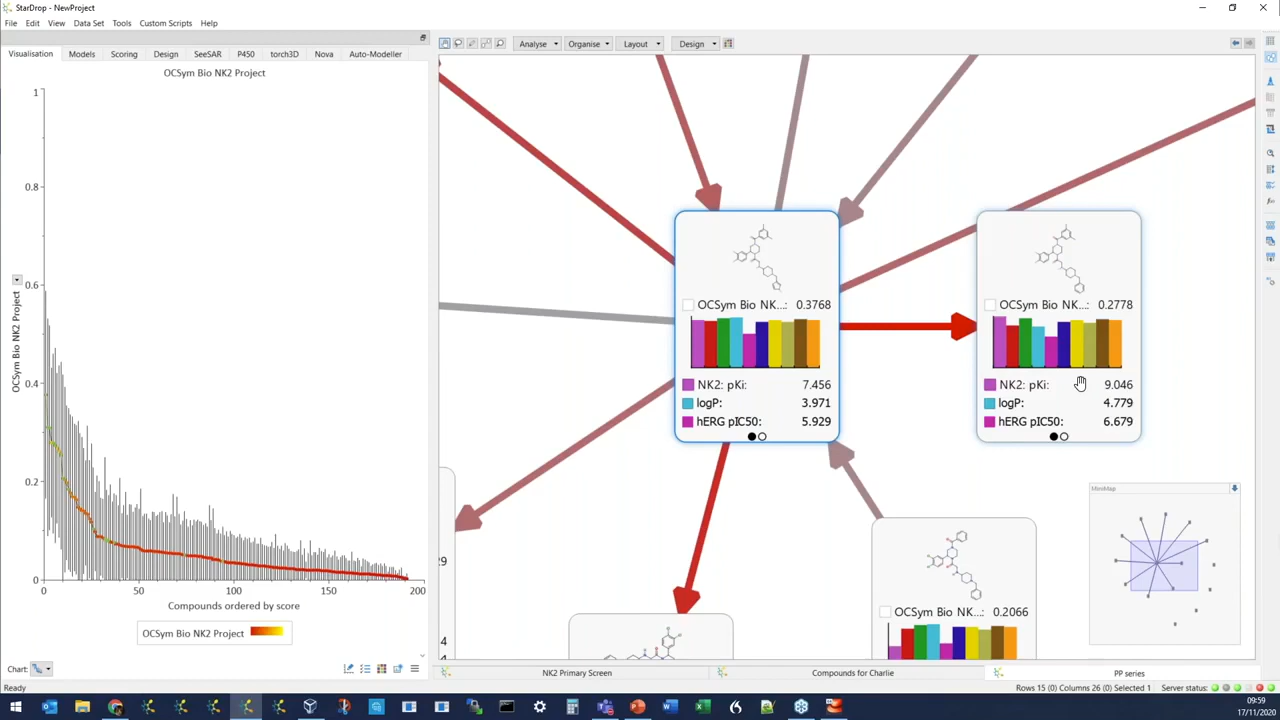 StarDrop - NewProject
File Edit View Data Set Tools Custom Scripts Help
Visualisation Models Scoring Design SeeSAR P450 torch3D Nova Auto-Modeller
Analyse Organise Layout Design
OCSym Bio NK2 Project
1
0.8
0.6
0.4
0.2
0
OCSym Bio NK2 Project
0 50 100 150 200
Compounds ordered by score
OCSym Bio NK2 Project
Chart:
OCSym Bio NK...: 0.3768
NK2: pKi: 7.456
logP: 3.971
hERG pIC50: 5.929
OCSym Bio NK...: 0.2778
NK2: pKi: 9.046
logP: 4.779
hERG pIC50: 6.679
MiniMap
OCSym Bio NK...: 0.2066
29
4
NK2 Primary Screen
Compounds for Charlie
PP series
Ready
Rows 15 (0) Columns 26 (0) Selected 1 Server status:
09:59
17/11/2020